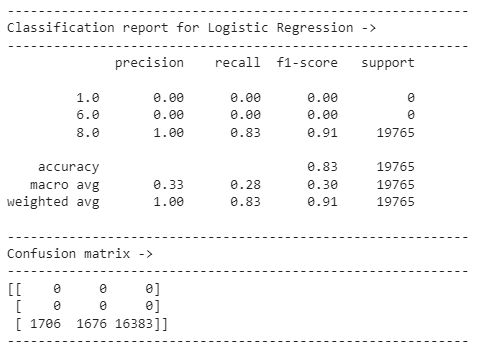 ------------------------------------------------------------
Classification report for Logistic Regression ->
------------------------------------------------------------
              precision    recall  f1-score   support

         1.0       0.00      0.00      0.00         0
         6.0       0.00      0.00      0.00         0
         8.0       1.00      0.83      0.91     19765

    accuracy                           0.83     19765
   macro avg       0.33      0.28      0.30     19765
weighted avg       1.00      0.83      0.91     19765

------------------------------------------------------------
Confusion matrix ->
------------------------------------------------------------
[[    0     0     0]
 [    0     0     0]
 [ 1706  1676 16383]]
------------------------------------------------------------